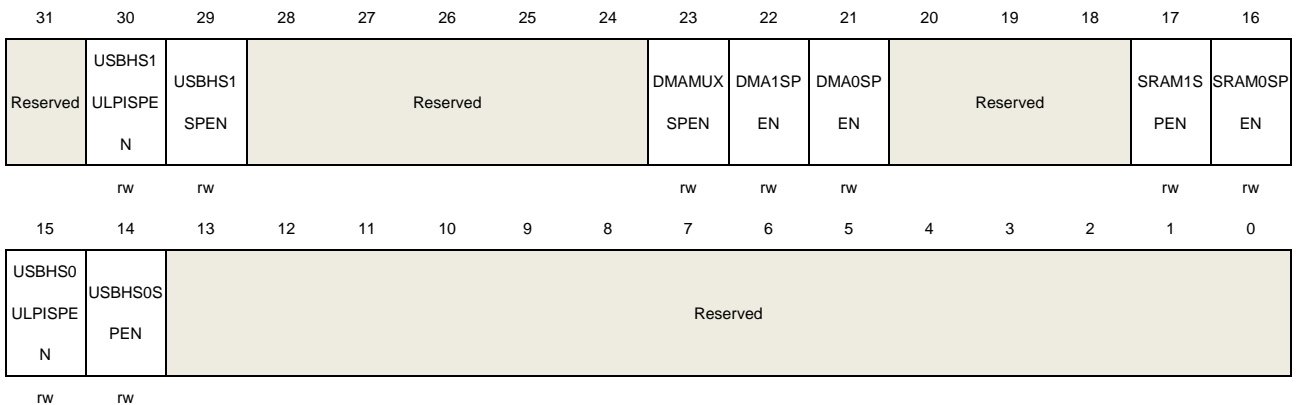 31 30 29 28 27 26 25 24 23 22 21 20 19 18 17 16
Reserved
USBHS1
ULPISPE
N
USBHS1
SPEN
Reserved
DMAMUX
SPEN
DMA1SP
EN
DMA0SP
EN
Reserved
SRAM1S
PEN
SRAM0SP
EN
rw rw rw rw rw rw rw
15 14 13 12 11 10 9 8 7 6 5 4 3 2 1 0
USBHS0
ULPISPE
N
USBHS0S
PEN
Reserved
rw rw